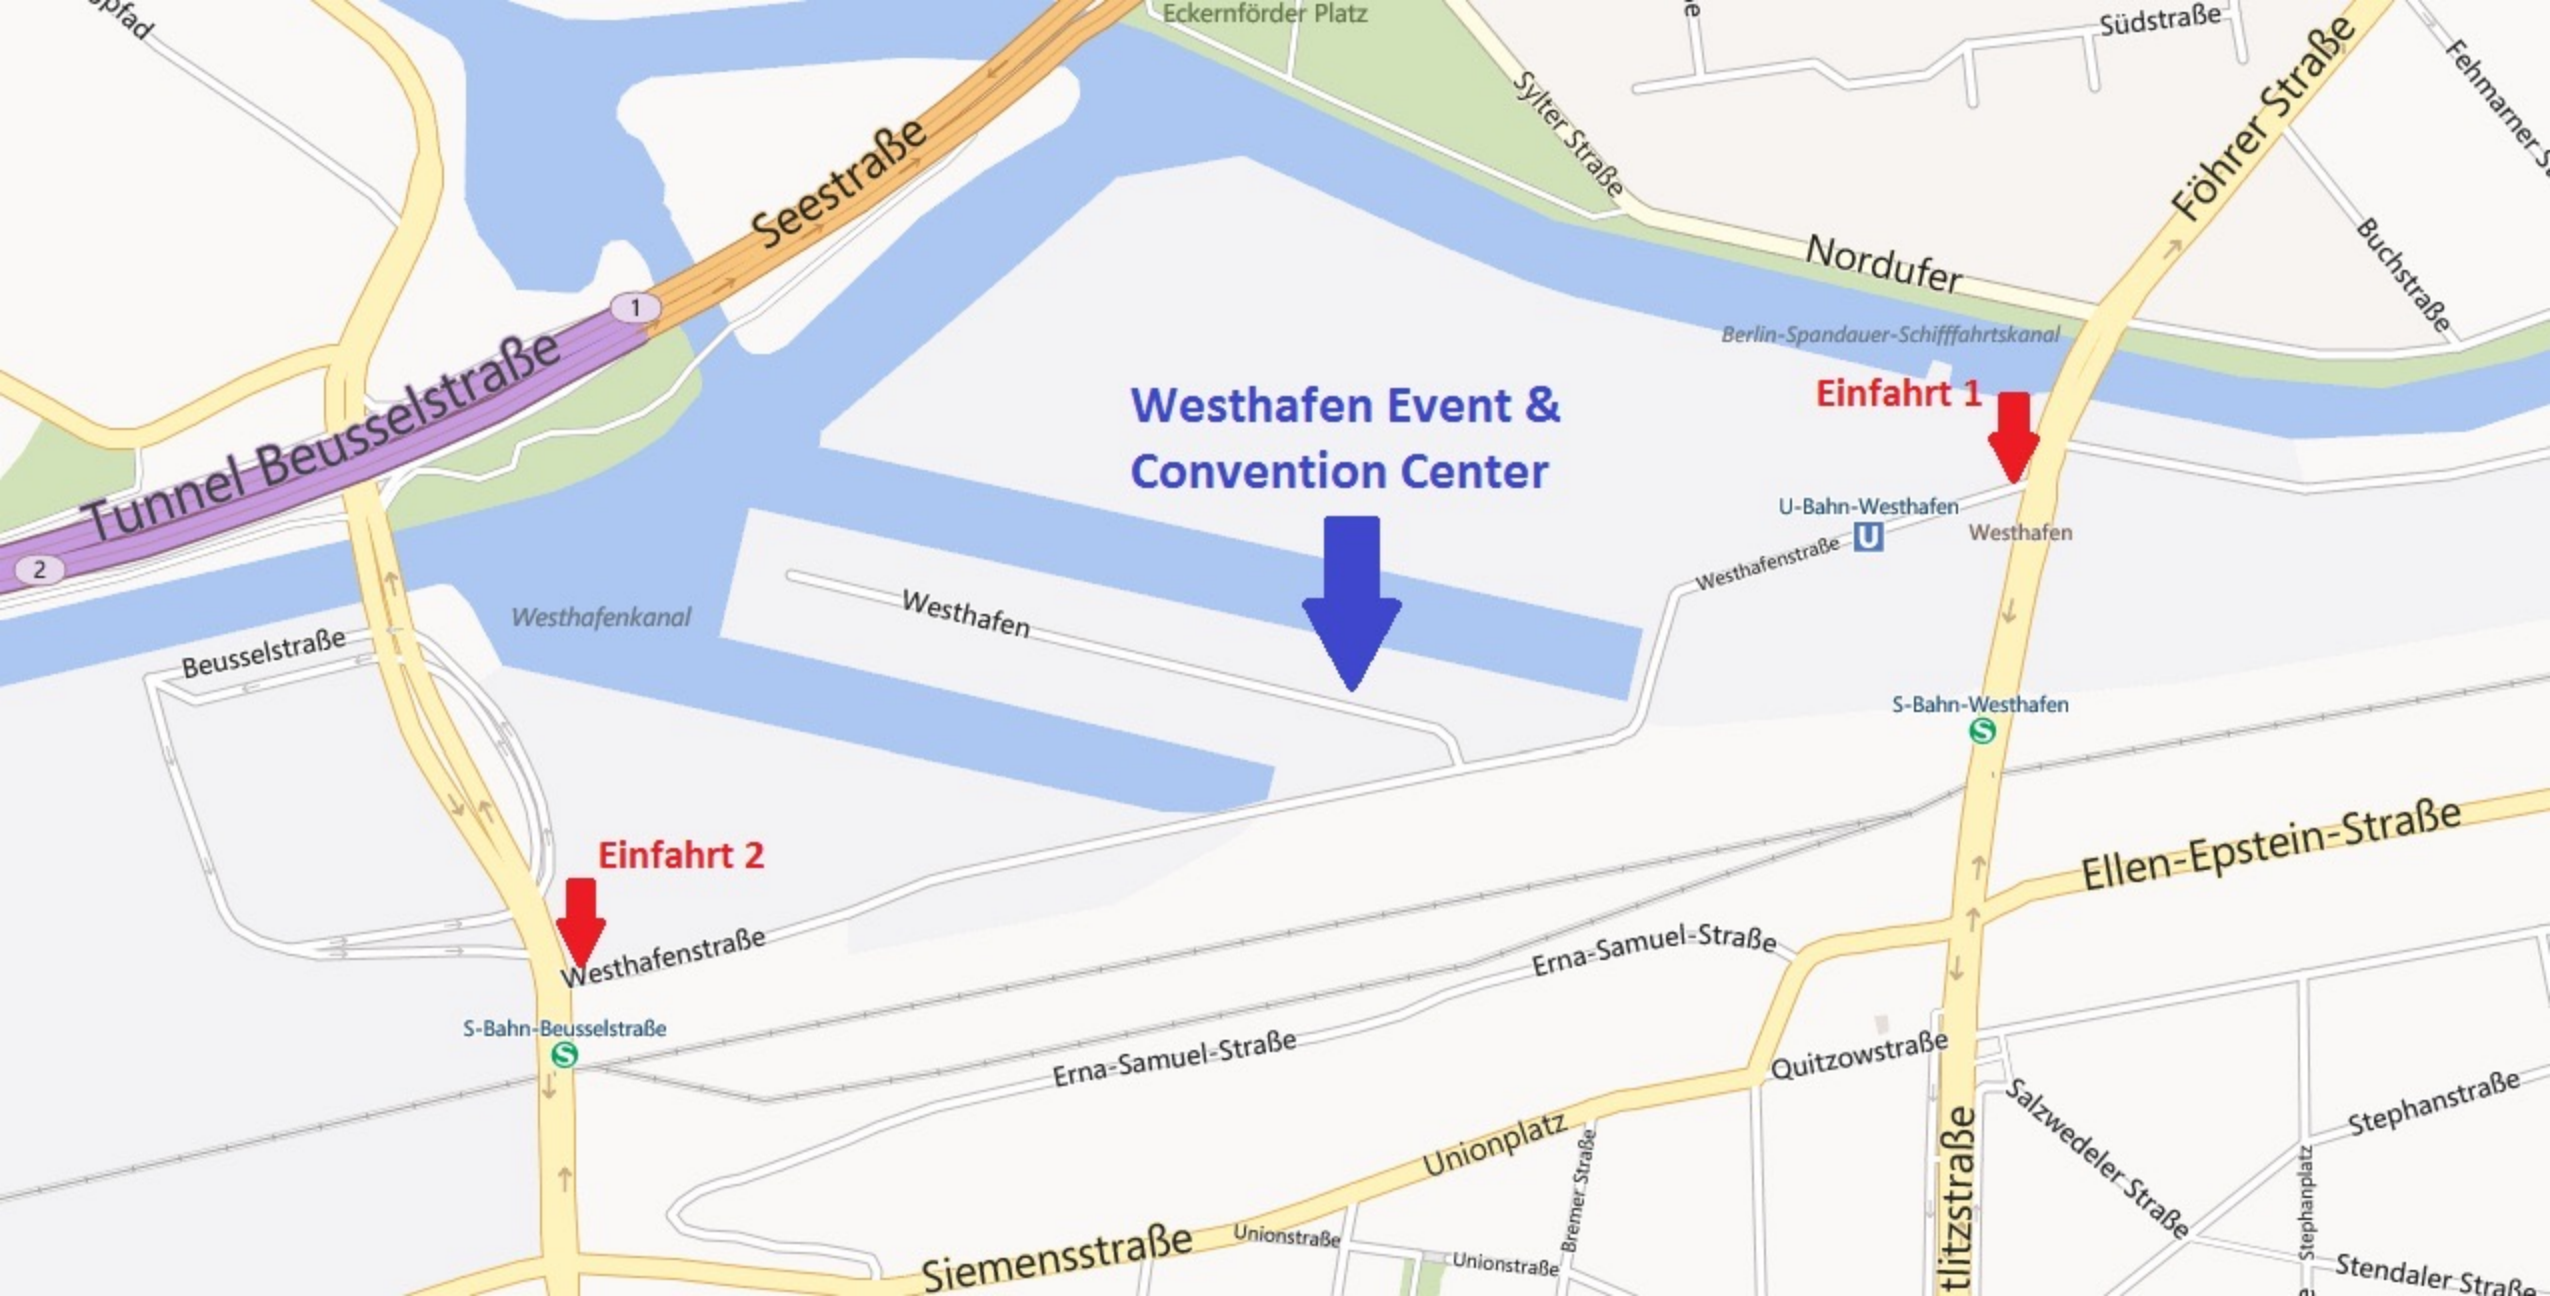 pfad
Eckernförder Platz
Südstraße
Fehmarner
Sylter Straße
Föhrer Straße
Seestraße
Buchstraße
Nordufer
1
Berlin-Spandauer-Schifffahrtskanal
Tunnel Beusselstraße
2
Westhafen Event &
Convention Center
Einfahrt 1
U-Bahn-Westhafen
U
Westhafen
Westhafenstraße
Westhafenkanal
Westhafen
Beusselstraße
S-Bahn-Westhafen
S
Einfahrt 2
Ellen-Epstein-Straße
Westhafenstraße
Erna-Samuel-Straße
S-Bahn-Beusselstraße
S
Erna-Samuel-Straße
Quitzowstraße
Salzwedeler Straße
Stephanstraße
Unionplatz
Bremer Straße
tlitzstraße
Stephanplatz
Siemensstraße
Unionstraße
Unionstraße
Stendaler Straße